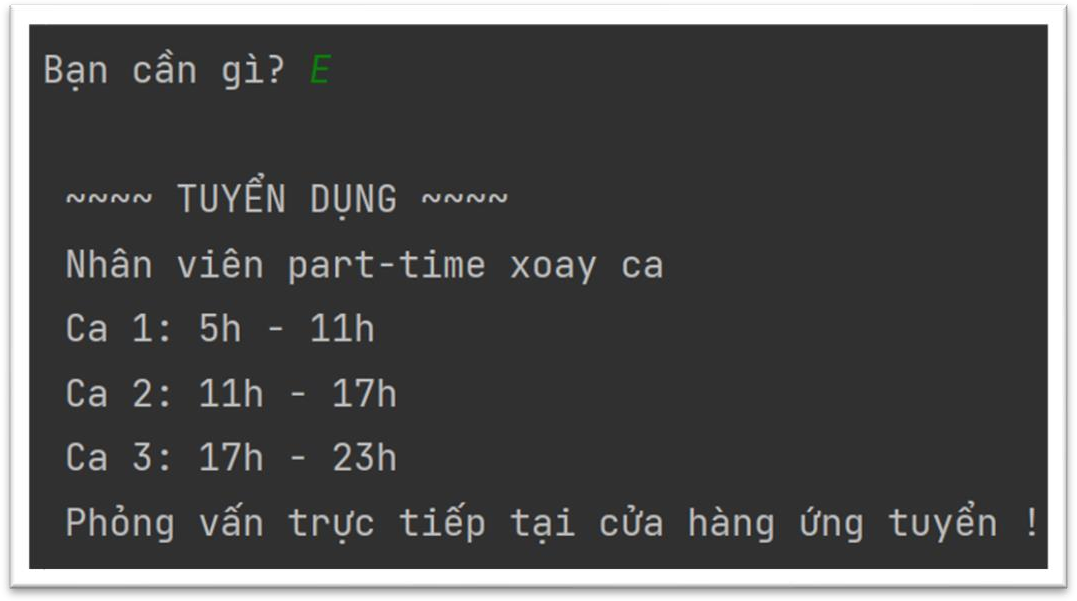 Bạn cần gì? E
~~~~ TUYỂN DỤNG ~~~~
Nhân viên part-time xoay ca
Ca 1: 5h - 11h
Ca 2: 11h - 17h
Ca 3: 17h - 23h
Phỏng vấn trực tiếp tại cửa hàng ứng tuyển !